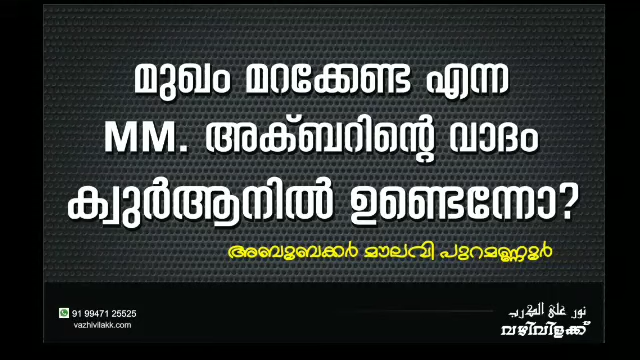 മുഖം മറക്കേണ്ട എന്ന
MM. അക്ബറിന്റെ വാദം
ക്വുർആനിൽ ഉണ്ടെന്നോ?
അബൂബക്കർ മൗലവി പുറമണ്ണൂർ
91 99471 25525
vazhivilakk.com
نور على الدرب
വഴിവിളക്ക്